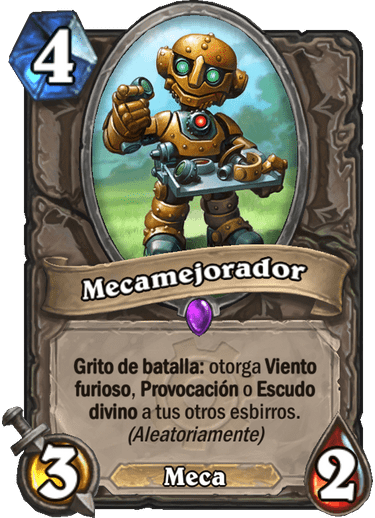 4
Mecamejorador
Grito de batalla: otorga Viento
furioso, Provocación o Escudo
divino a tus otros esbirros.
(Aleatoriamente)
3
Meca
2